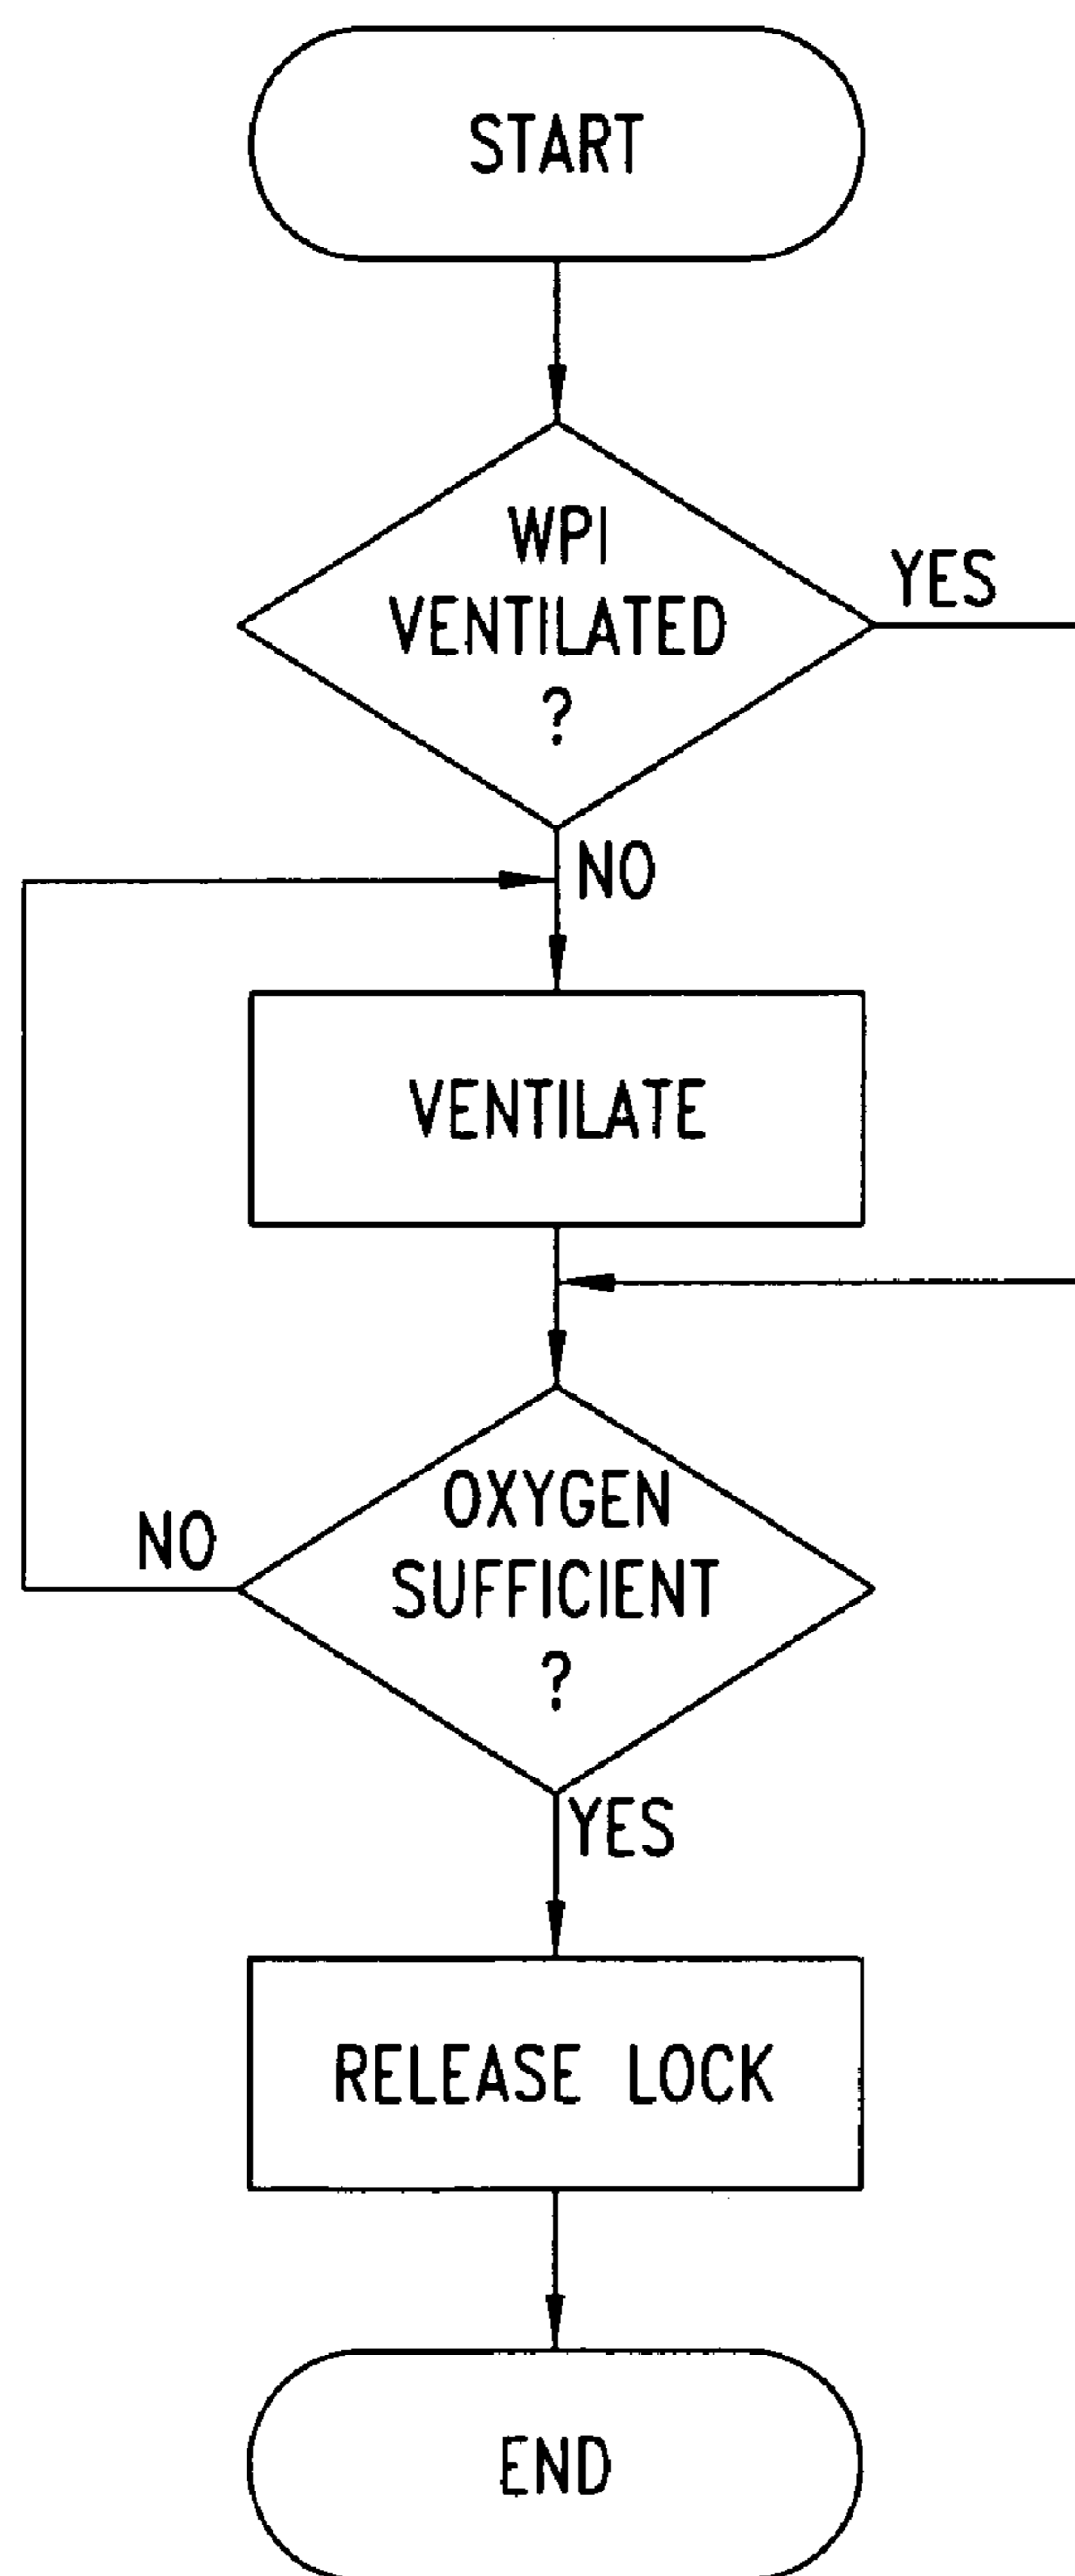 START
WPI
VENTILATED
?
YES
NO
VENTILATE
OXYGEN
SUFFICIENT
?
NO
YES
RELEASE LOCK
END